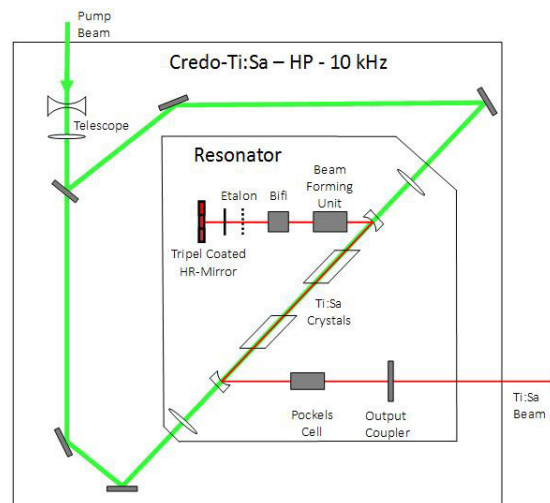 Pump
Beam
Credo-Ti:Sa – HP - 10 kHz
Telescope
Resonator
Etalon
Bifi
Beam
Forming
Unit
Tripel Coated
HR-Mirror
Ti:Sa
Crystals
Pockels
Cell
Output
Coupler
Ti:Sa
Beam